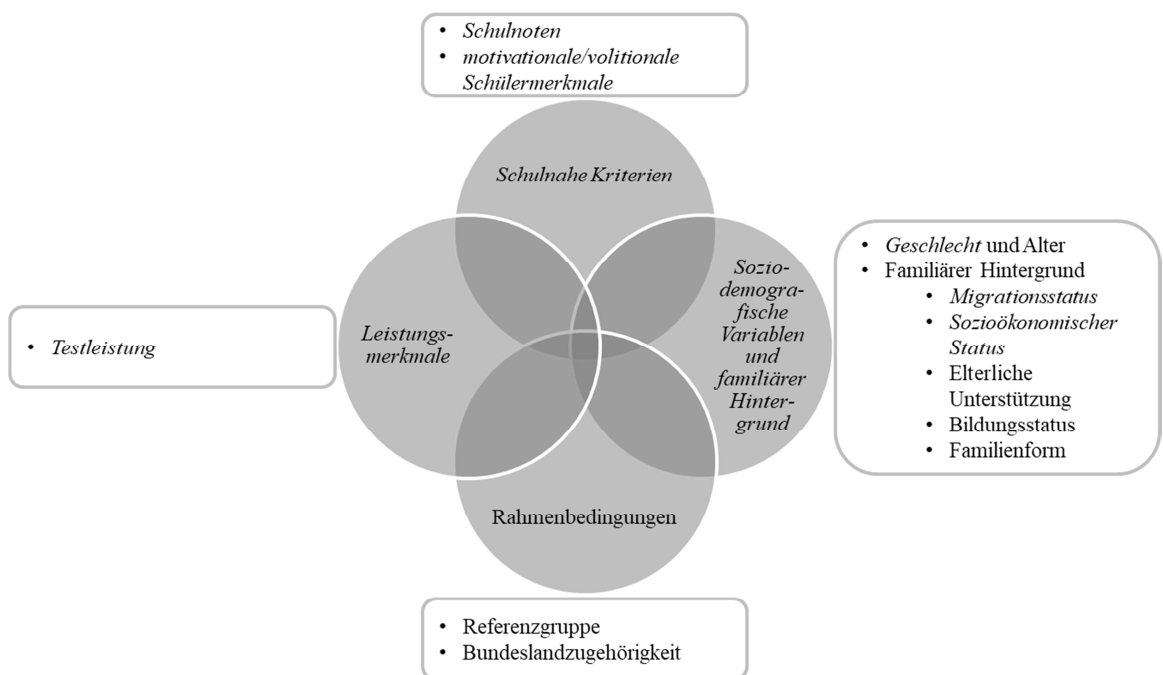 • Schulnoten
• motivationale/volitionale
Schülermerkmale
Schulnahe Kriterien
• Testleistung
Leistungs-
merkmale
Sozio-
demogra-
fische
Variablen
und
familiärer
Hinter-
grund
• Geschlecht und Alter
• Familiärer Hintergrund
• Migrationsstatus
• Sozioökonomischer
Status
• Elterliche
Unterstützung
• Bildungsstatus
• Familienform
Rahmenbedingungen
• Referenzgruppe
• Bundeslandzugehörigkeit